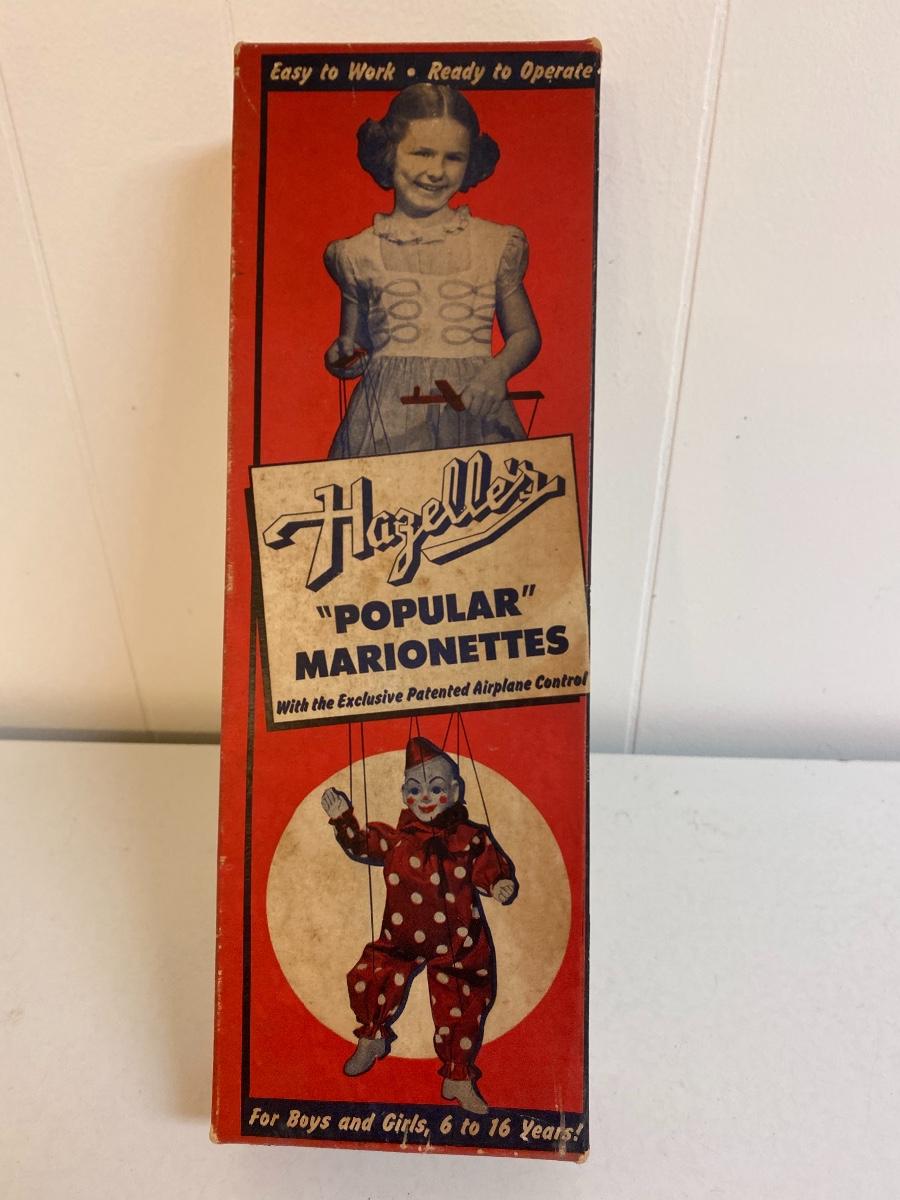 Easy to Work • Ready to Operate
Hazelle's
"POPULAR"
MARIONETTES
With the Exclusive Patented Airplane Control
For Boys and Girls, 6 to 16 Years!